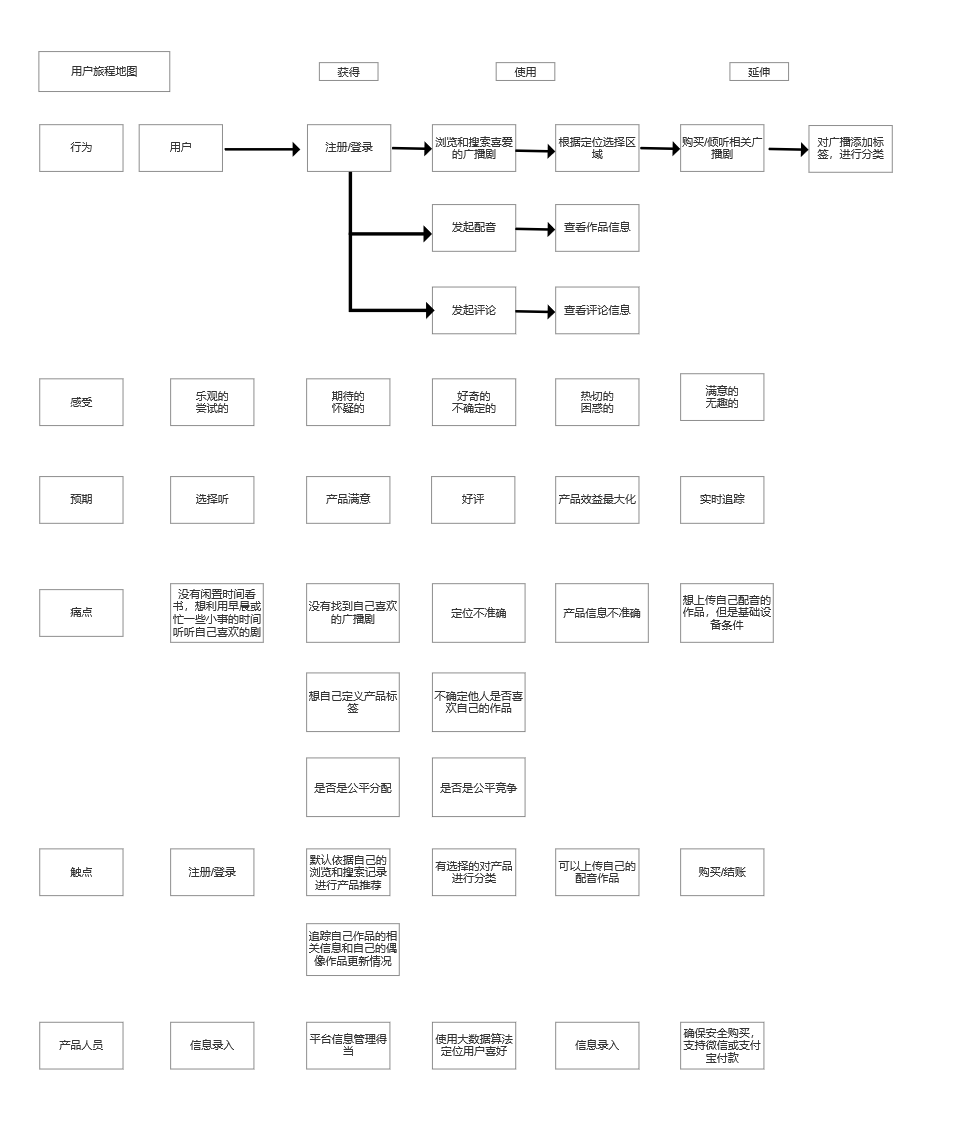 用户旅程地图
获得
使用
延伸
行为
用户
注册/登录
浏览和搜索喜爱
的广播剧
根据定位选择区
域
购买/倾听相关广
播剧
对广播添加标
签，进行分类
发起配音
查看作品信息
发起评论
查看评论信息
感受
乐观的
尝试的
期待的
怀疑的
好奇的
不确定的
热切的
困惑的
满意的
无趣的
预期
选择听
产品满意
好评
产品效益最大化
实时追踪
痛点
没有闲置时间看
书，想利用早晨或
忙一些小事的时间
听听自己喜欢的剧
没有找到自己喜欢
的广播剧
定位不准确
产品信息不准确
想上传自己配音的
作品，但是基础设
备条件
想自己定义产品标
签
不确定他人是否喜
欢自己的作品
是否是公平分配
是否是公平竞争
触点
注册/登录
默认依据自己的
浏览和搜索记录
进行产品推荐
有选择的对产品
进行分类
可以上传自己的
配音作品
购买/结账
追踪自己作品的相
关信息和自己的偶
像作品更新情况
产品人员
信息录入
平台信息管理得
当
使用大数据算法
定位用户喜好
信息录入
确保安全购买，
支持微信或支付
宝付款